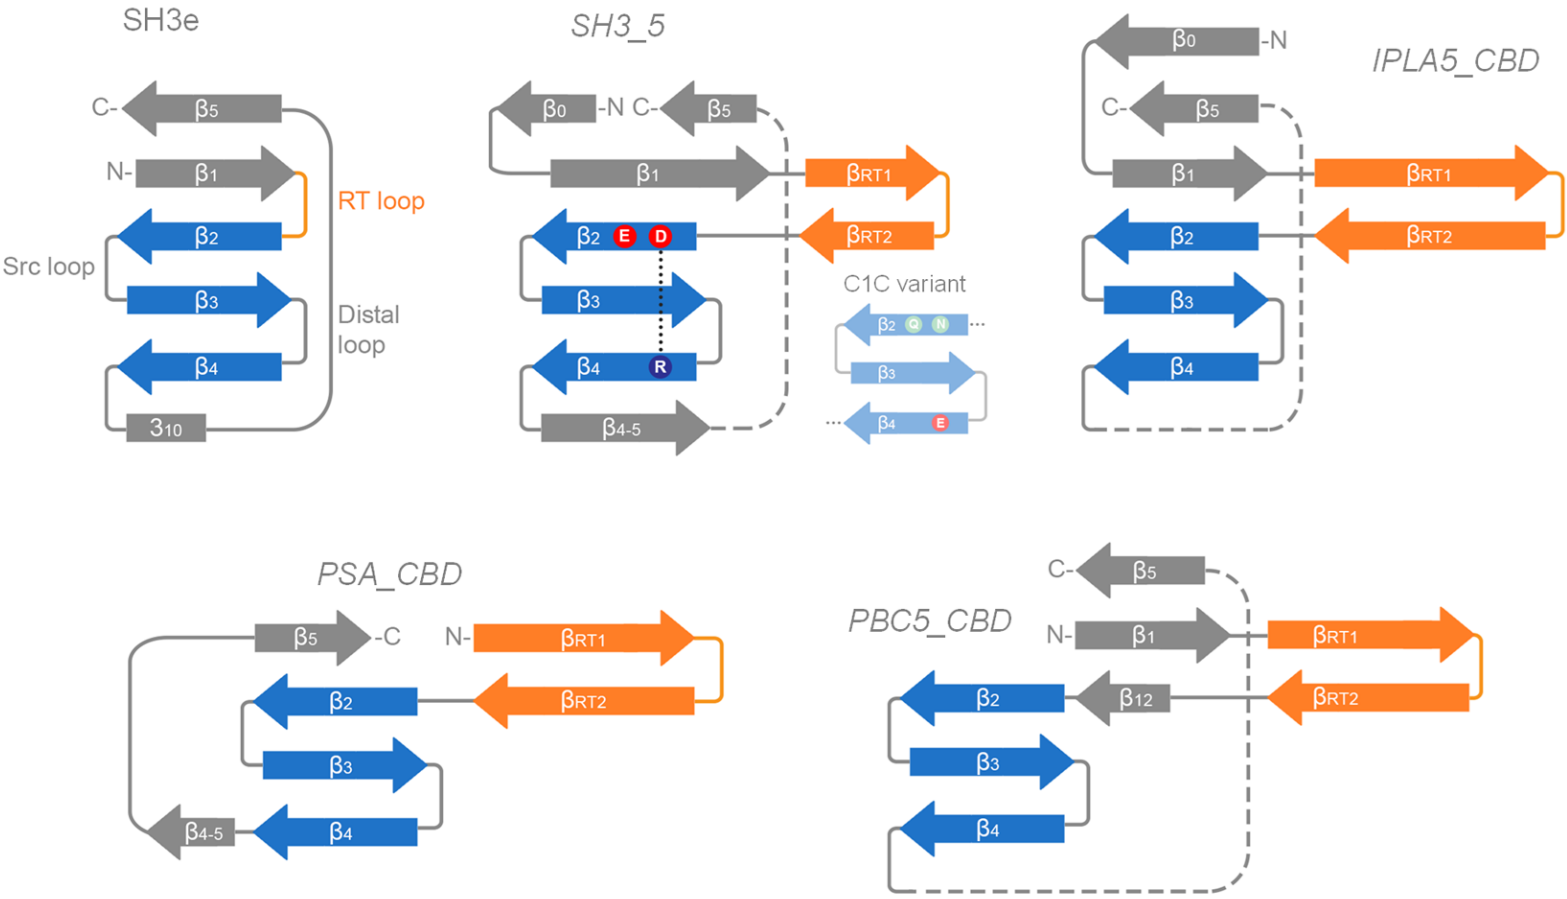 SH3e
C- β5
N- β1
RT loop
β2
Src loop
β3
Distal
loop
β4
310
SH3_5
β0 -N C- β5
β1 βRT1
β2 E D βRT2
β3
β4 R
β4-5
C1C variant
β2 Q N ...
β3
... β4 E
IPLA5_CBD
β0 -N
C- β5
β1 βRT1
β2 βRT2
β3
β4
PSA_CBD
β5 -C N- βRT1
β2 βRT2
β3
β4-5 β4
PBC5_CBD
C- β5
N- β1 βRT1
β2 β12 βRT2
β3
β4